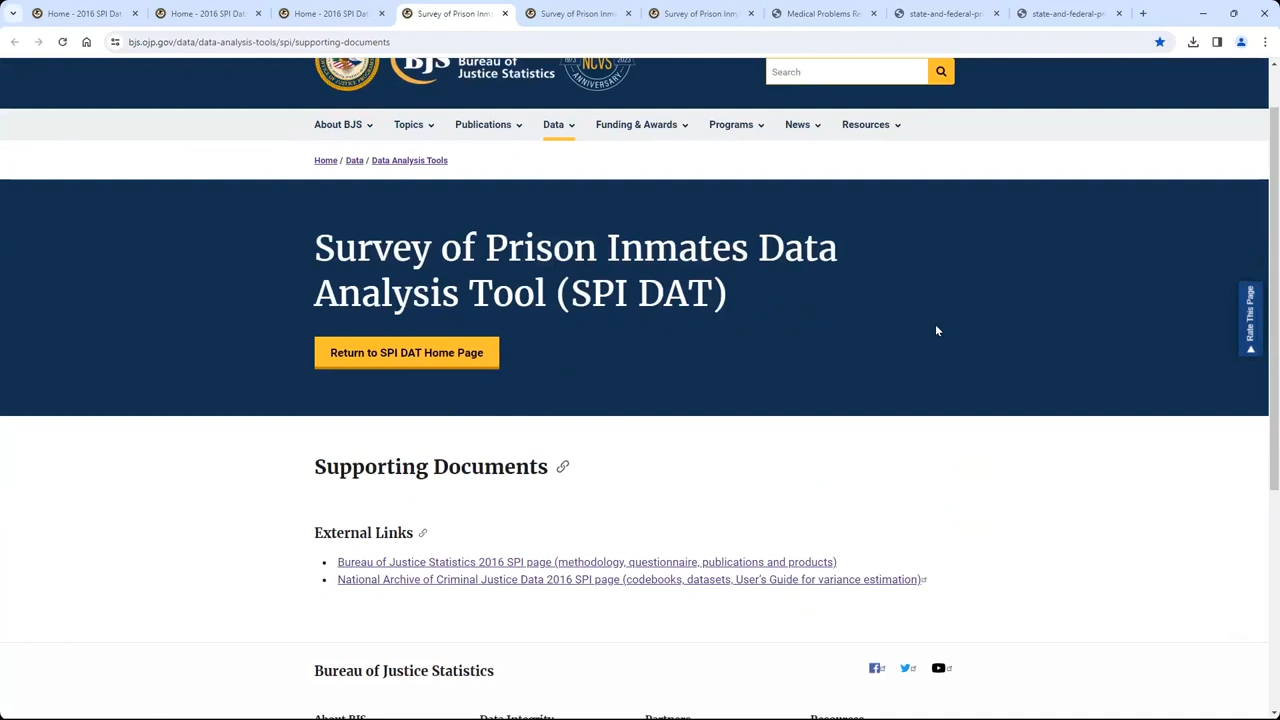 Home - 2016 SPI Dat
Home - 2016 SPI Dat
Home - 2016 SPI Dat
Survey of Prison Inma
Survey of Prison Inm
Survey of Prison Inm
Medical Problems Re
state-and-federal-pr
state-and-federal-pr
bjs.ojp.gov/data/data-analysis-tools/spi/supporting-documents
BJS
Bureau of
Justice Statistics
1973
NCVS
2023
ANNIVERSARY
Search
About BJS
Topics
Publications
Data
Funding & Awards
Programs
News
Resources
Home / Data / Data Analysis Tools
Survey of Prison Inmates Data
Analysis Tool (SPI DAT)
Return to SPI DAT Home Page
Rate This Page
Supporting Documents
External Links
Bureau of Justice Statistics 2016 SPI page (methodology, questionnaire, publications and products)
National Archive of Criminal Justice Data 2016 SPI page (codebooks, datasets, User's Guide for variance estimation)
Bureau of Justice Statistics
About BJS
Data Integrity
Partners
Resources